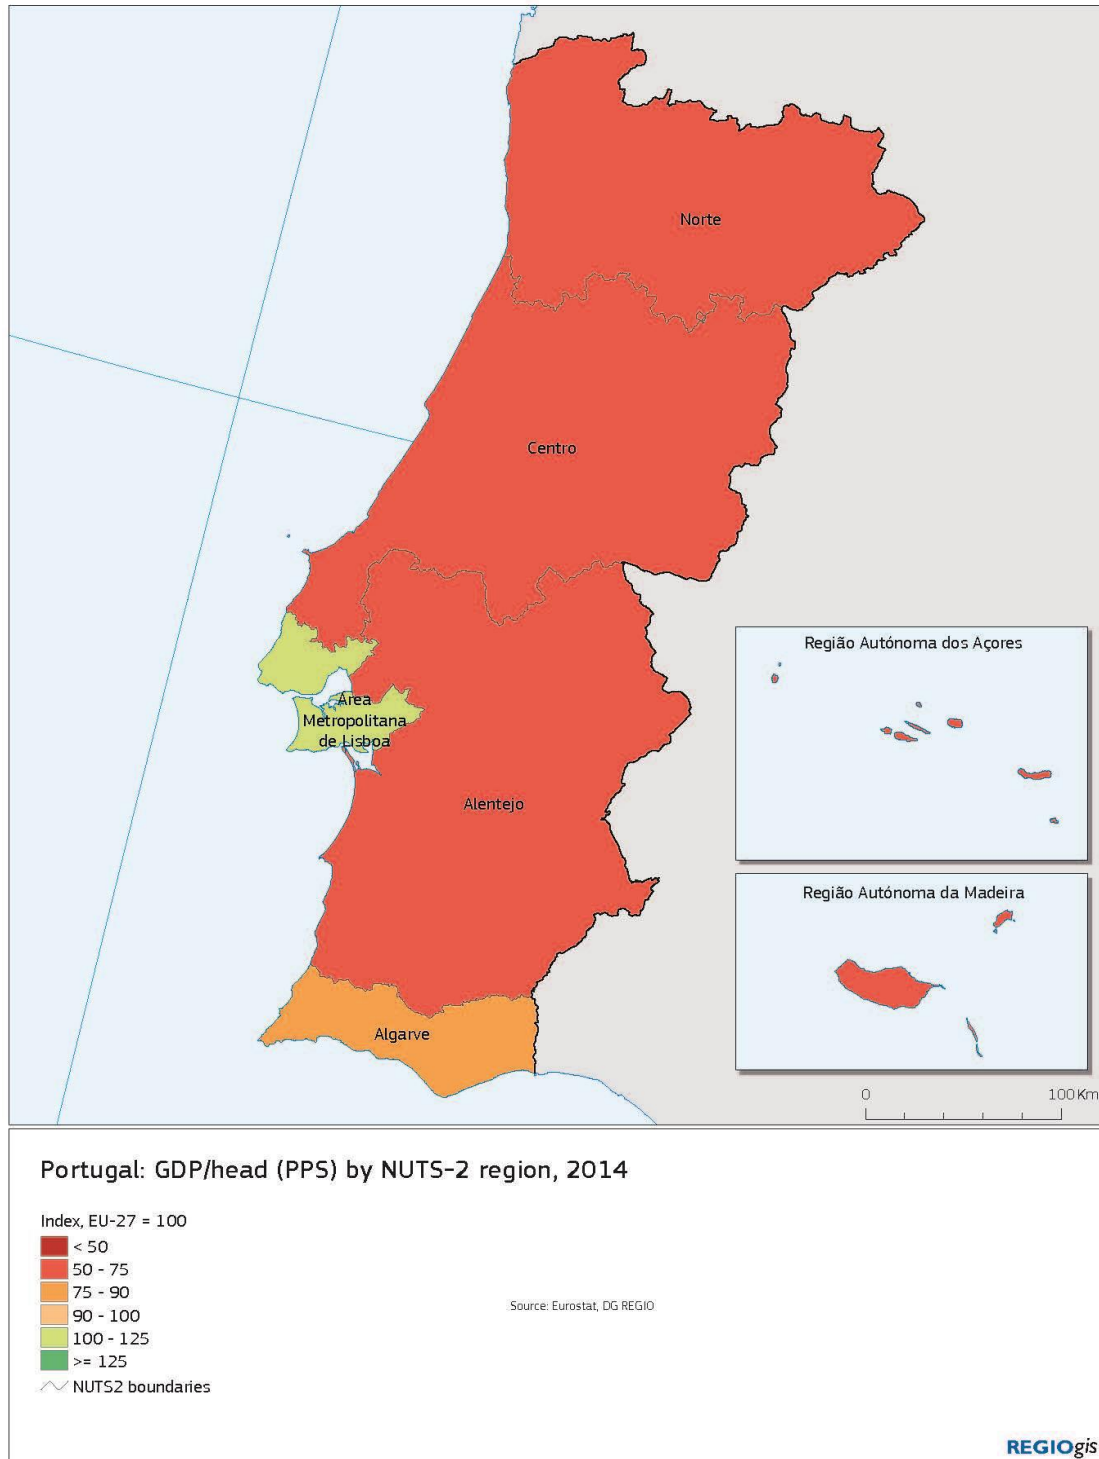 Norte
Centro
Área
Metropolitana
de Lisboa
Alentejo
Algarve
Região Autónoma dos Açores
Região Autónoma da Madeira
0 100 Km
Portugal: GDP/head (PPS) by NUTS-2 region, 2014
Index, EU-27 = 100
< 50
50 - 75
75 - 90
90 - 100
100 - 125
>= 125
NUTS2 boundaries
Source: Eurostat, DG REGIO
REGIOgis